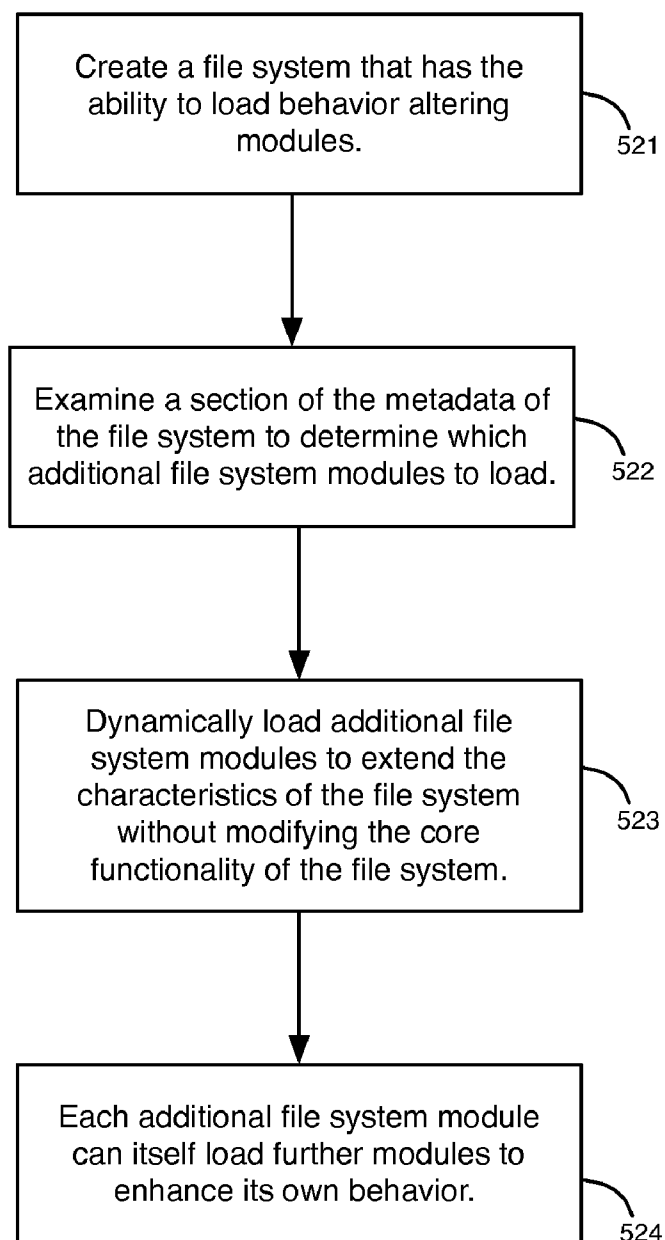 Create a file system that has the
ability to load behavior altering
modules.
521
Examine a section of the metadata of
the file system to determine which
additional file system modules to load.
522
Dynamically load additional file
system modules to extend the
characteristics of the file system
without modifying the core
functionality of the file system.
523
Each additional file system module
can itself load further modules to
enhance its own behavior.
524